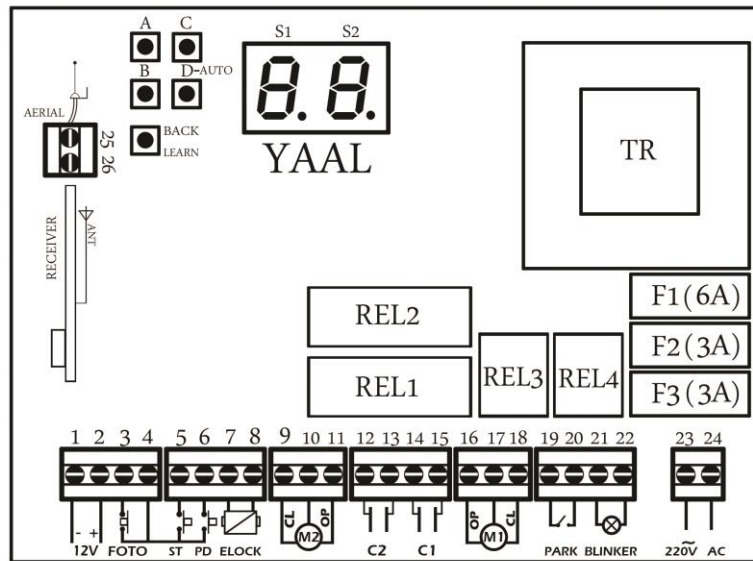 A C
S1 S2
B D-AUTO
AERIAL
BACK
LEARN
25
26
YAAL
TR
RECEIVER
ANT
F1(6A)
REL2
F2(3A)
REL1
REL3 REL4
F3(3A)
1 2 3 4 5 6 7 8 9 10 11 12 13 14 15 16 17 18 19 20 21 22 23 24
- +
CL M2 OP
OP M1 CL
12V FOTO ST PD ELOCK C2 C1 PARK BLINKER 220V ~ AC